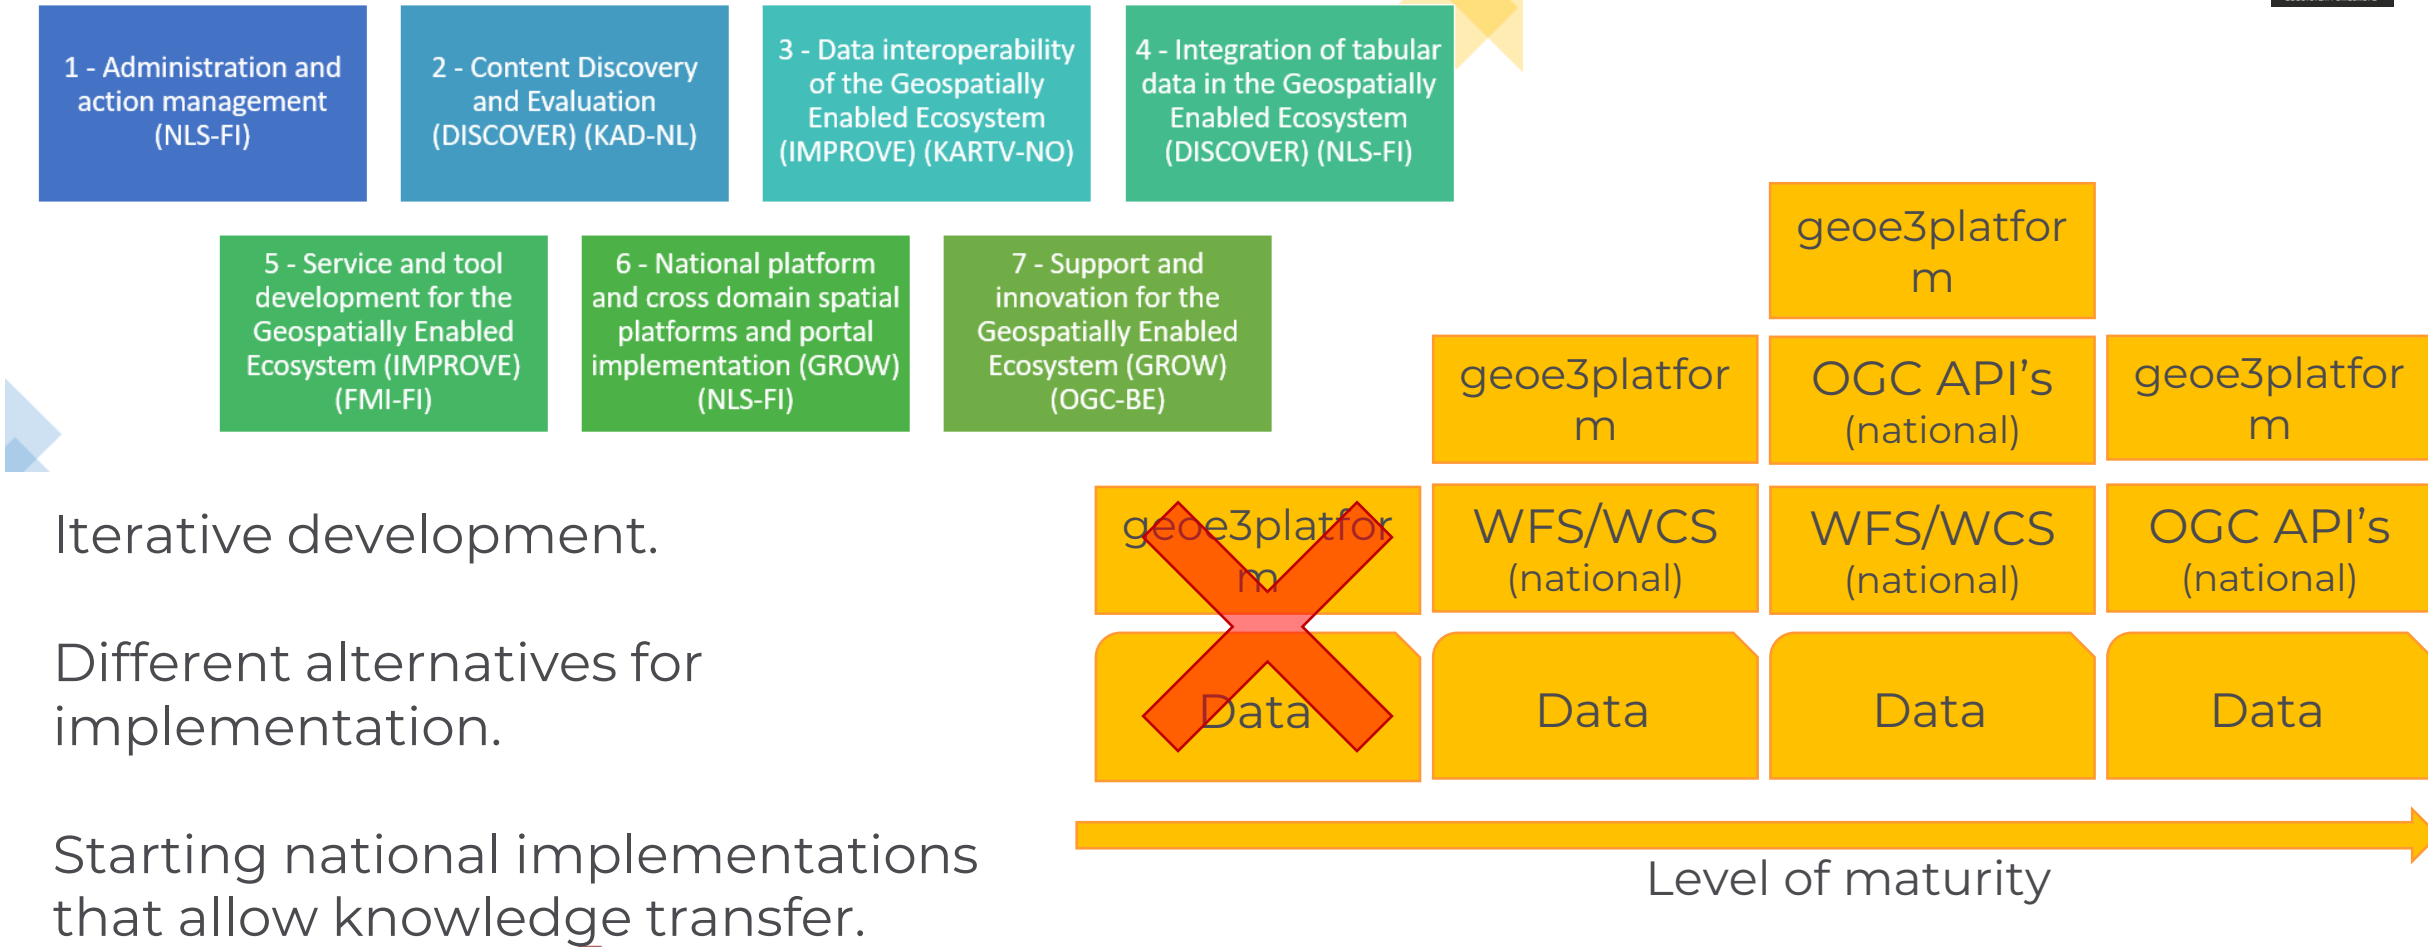 1 - Administration and
action management
(NLS-FI)
2 - Content Discovery
and Evaluation
(DISCOVER) (KAD-NL)
3 - Data interoperability
of the Geospatially
Enabled Ecosystem
(IMPROVE) (KARTV-NO)
4 - Integration of tabular
data in the Geospatially
Enabled Ecosystem
(DISCOVER) (NLS-FI)
5 - Service and tool
development for the
Geospatially Enabled
Ecosystem (IMPROVE)
(FMI-FI)
6 - National platform
and cross domain spatial
platforms and portal
implementation (GROW)
(NLS-FI)
7 - Support and
innovation for the
Geospatially Enabled
Ecosystem (GROW)
(OGC-BE)
Iterative development.
Different alternatives for
implementation.
Starting national implementations
that allow knowledge transfer.
geoe3platfor
m
Data
geoe3platfor
m
WFS/WCS
(national)
Data
geoe3platfor
m
OGC API's
(national)
WFS/WCS
(national)
Data
geoe3platfor
m
OGC API's
(national)
Data
Level of maturity